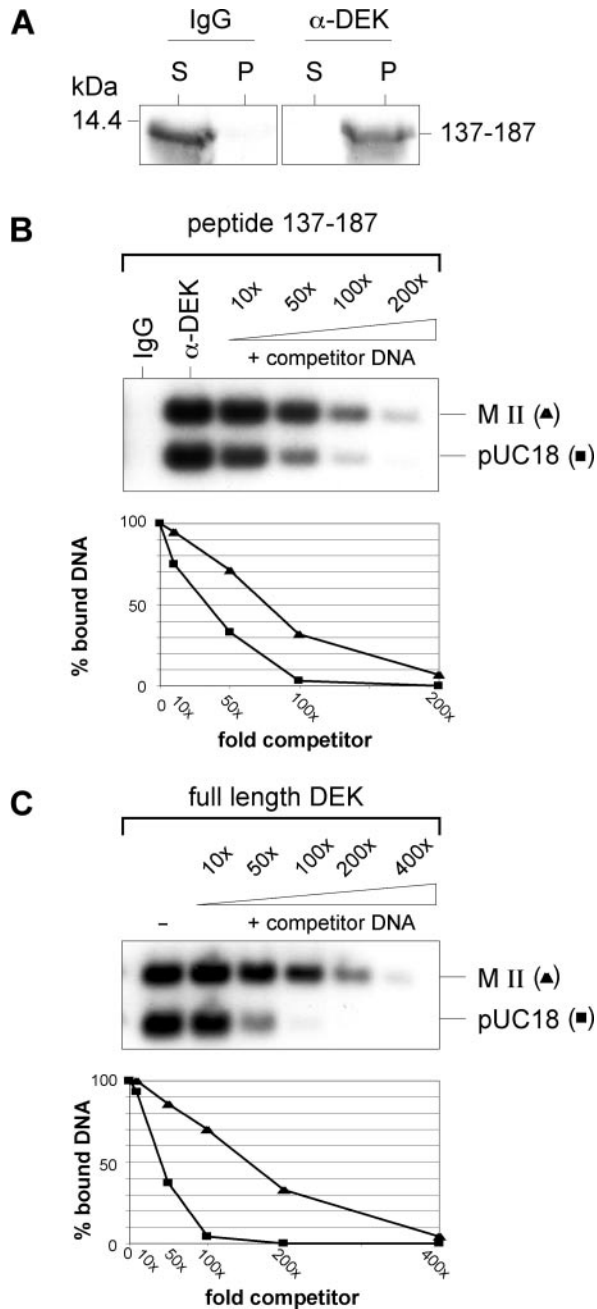 A
IgG α-DEK
S P S P
kDa
14.4
137-187
B
peptide 137-187
IgG α-DEK 10x 50x 100x 200x
+ competitor DNA
M II (▲)
pUC18 (■)
100
50
0
% bound DNA
0 10x 50x 100x 200x
fold competitor
C
full length DEK
10x 50x 100x 200x 400x
– + competitor DNA
M II (▲)
pUC18 (■)
100
50
0
% bound DNA
0 10x 50x 100x 200x 400x
fold competitor